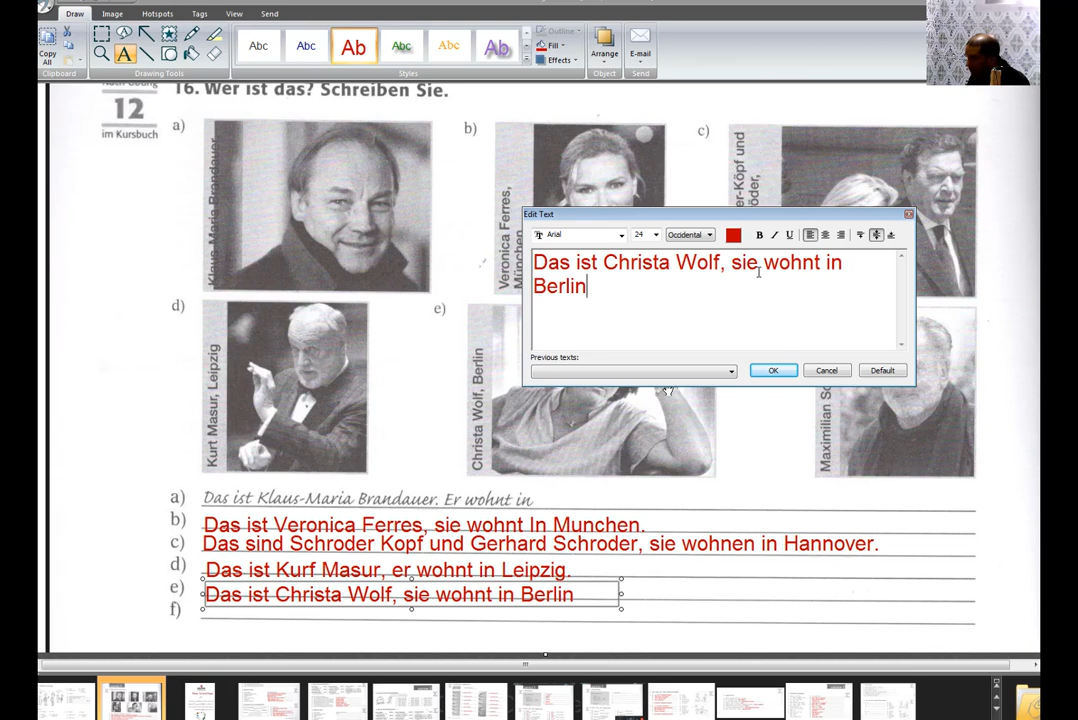 Draw Image Hotspots Tags View Send
Copy All
Abc Abc Ab Abc Abc Ab
Outline
Fill
Effects
Arrange
E-mail
Clipboard Drawing Tools Styles Object Send
16. Wer ist das? Schreiben Sie.
12
im Kursbuch
a)
Klaus-Maria Brandauer
b)
Veronica Ferres,
München
c)
er-Köpf und
öder,
d)
Kurt Masur, Leipzig
e)
Christa Wolf, Berlin
Maximilian
Edit Text
Arial 24 Occidental B I U
Das ist Christa Wolf, sie wohnt in
Berlin
Previous texts:
OK Cancel Default
a) Das ist Klaus-Maria Brandauer. Er wohnt in
b) Das ist Veronica Ferres, sie wohnt In Munchen.
c) Das sind Schroder Kopf und Gerhard Schroder, sie wohnen in Hannover.
d) Das ist Kurf Masur, er wohnt in Leipzig.
e) Das ist Christa Wolf, sie wohnt in Berlin
f)